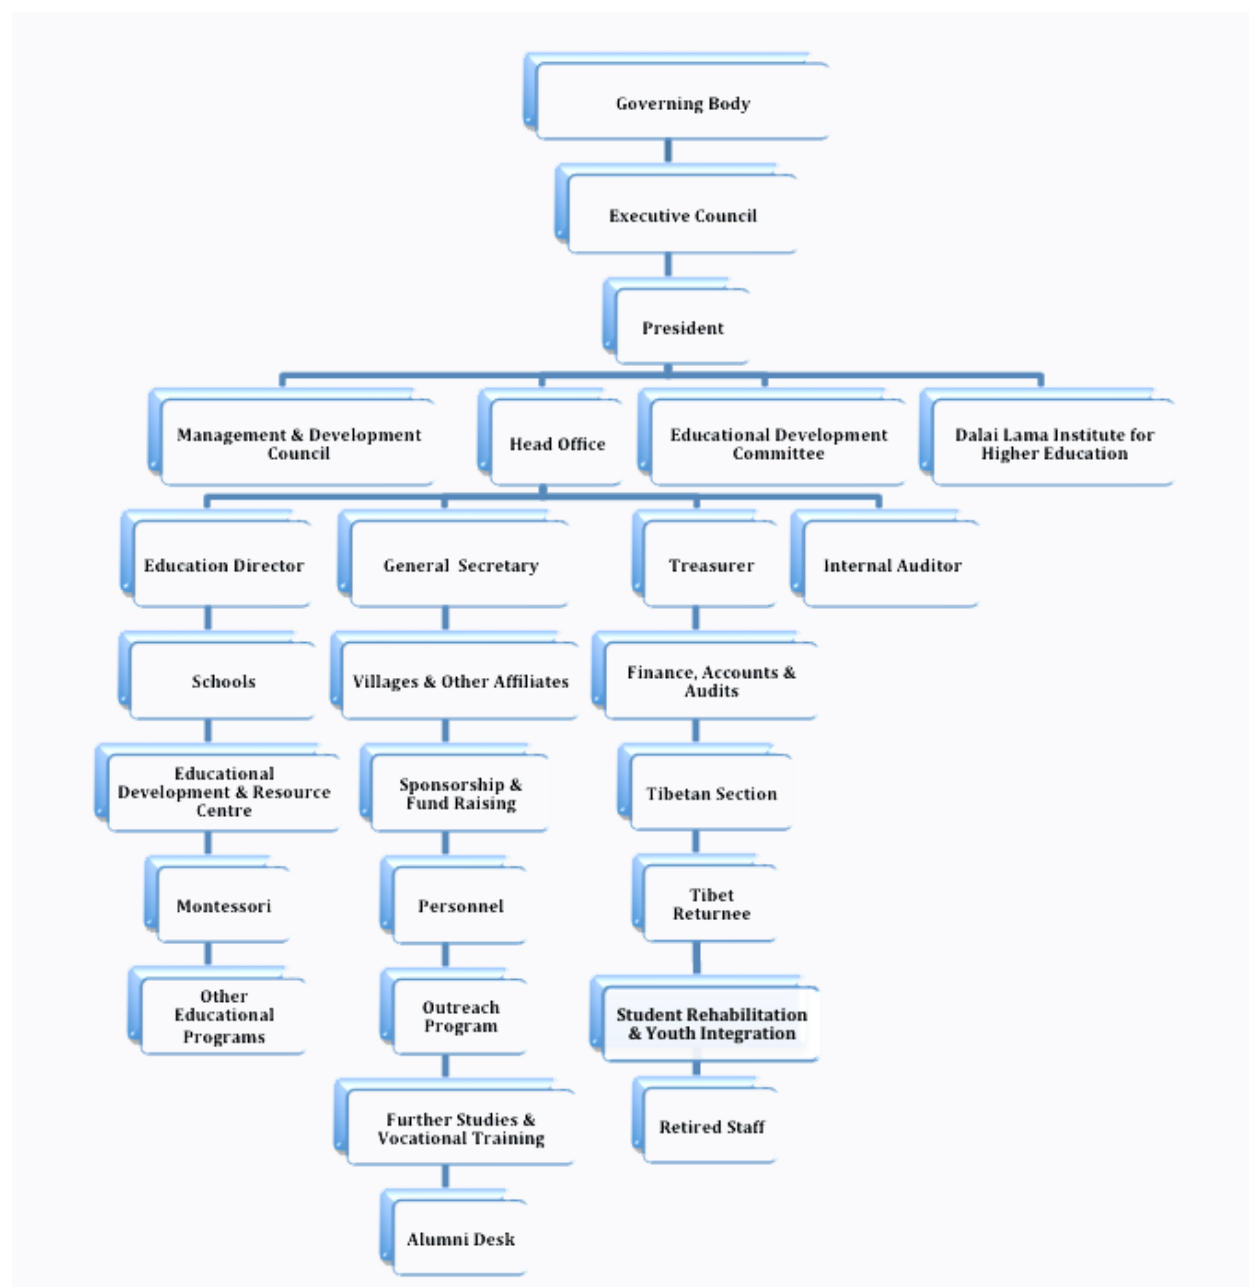 Governing Body
Executive Council
President
Management & Development
Council
Head Office
Educational Development
Committee
Dalai Lama Institute for
Higher Education
Education Director
General  Secretary
Treasurer
Internal Auditor
Schools
Villages & Other Affiliates
Finance, Accounts &
Audits
Educational
Development & Resource
Centre
Sponsorship &
Fund Raising
Tibetan Section
Montessori
Personnel
Tibet
Returnee
Other
Educational
Programs
Outreach
Program
Student Rehabilitation
& Youth Integration
Further Studies &
Vocational Training
Retired Staff
Alumni Desk